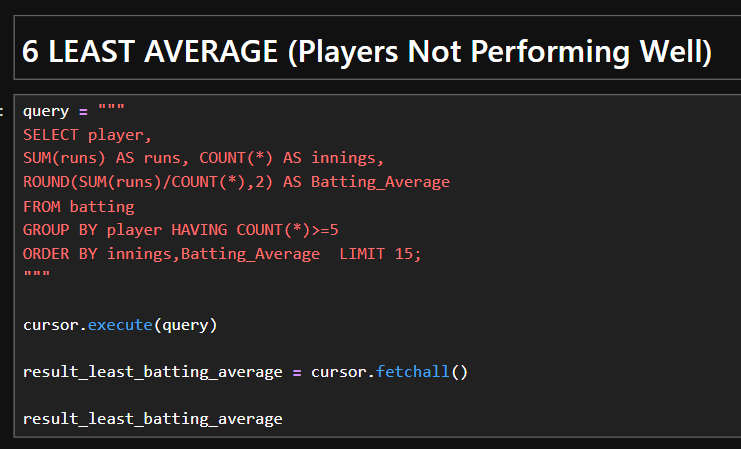 6 LEAST AVERAGE (Players Not Performing Well)
:
query = """
SELECT player,
SUM(runs) AS runs, COUNT(*) AS innings,
ROUND(SUM(runs)/COUNT(*),2) AS Batting_Average
FROM batting
GROUP BY player HAVING COUNT(*)>=5
ORDER BY innings,Batting_Average  LIMIT 15;
"""
cursor.execute(query)
result_least_batting_average = cursor.fetchall()
result_least_batting_average